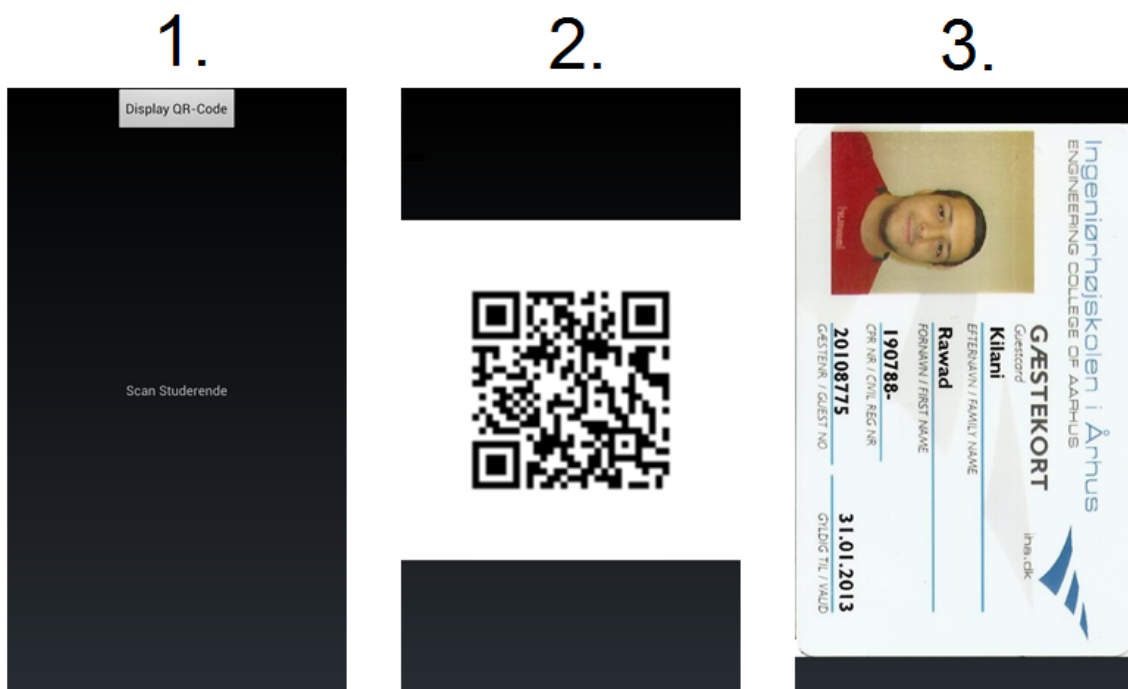 1.
Display QR-Code
Scan Studerende
2.
3.
Ingeniørhøjskolen i Århus
ENGINEERING COLLEGE OF AARHUS
iha.dk
GÆSTEKORT
Guestcard
Kilani
EFTERNAVN / FAMILY NAME
Rawad
FORNAVN / FIRST NAME
190788-
CPR. NR / CIVIL REG NR
20108775 31.01.2013
GÆSTENR. / GUEST NO. GYLDIG TIL / VALID
hummel